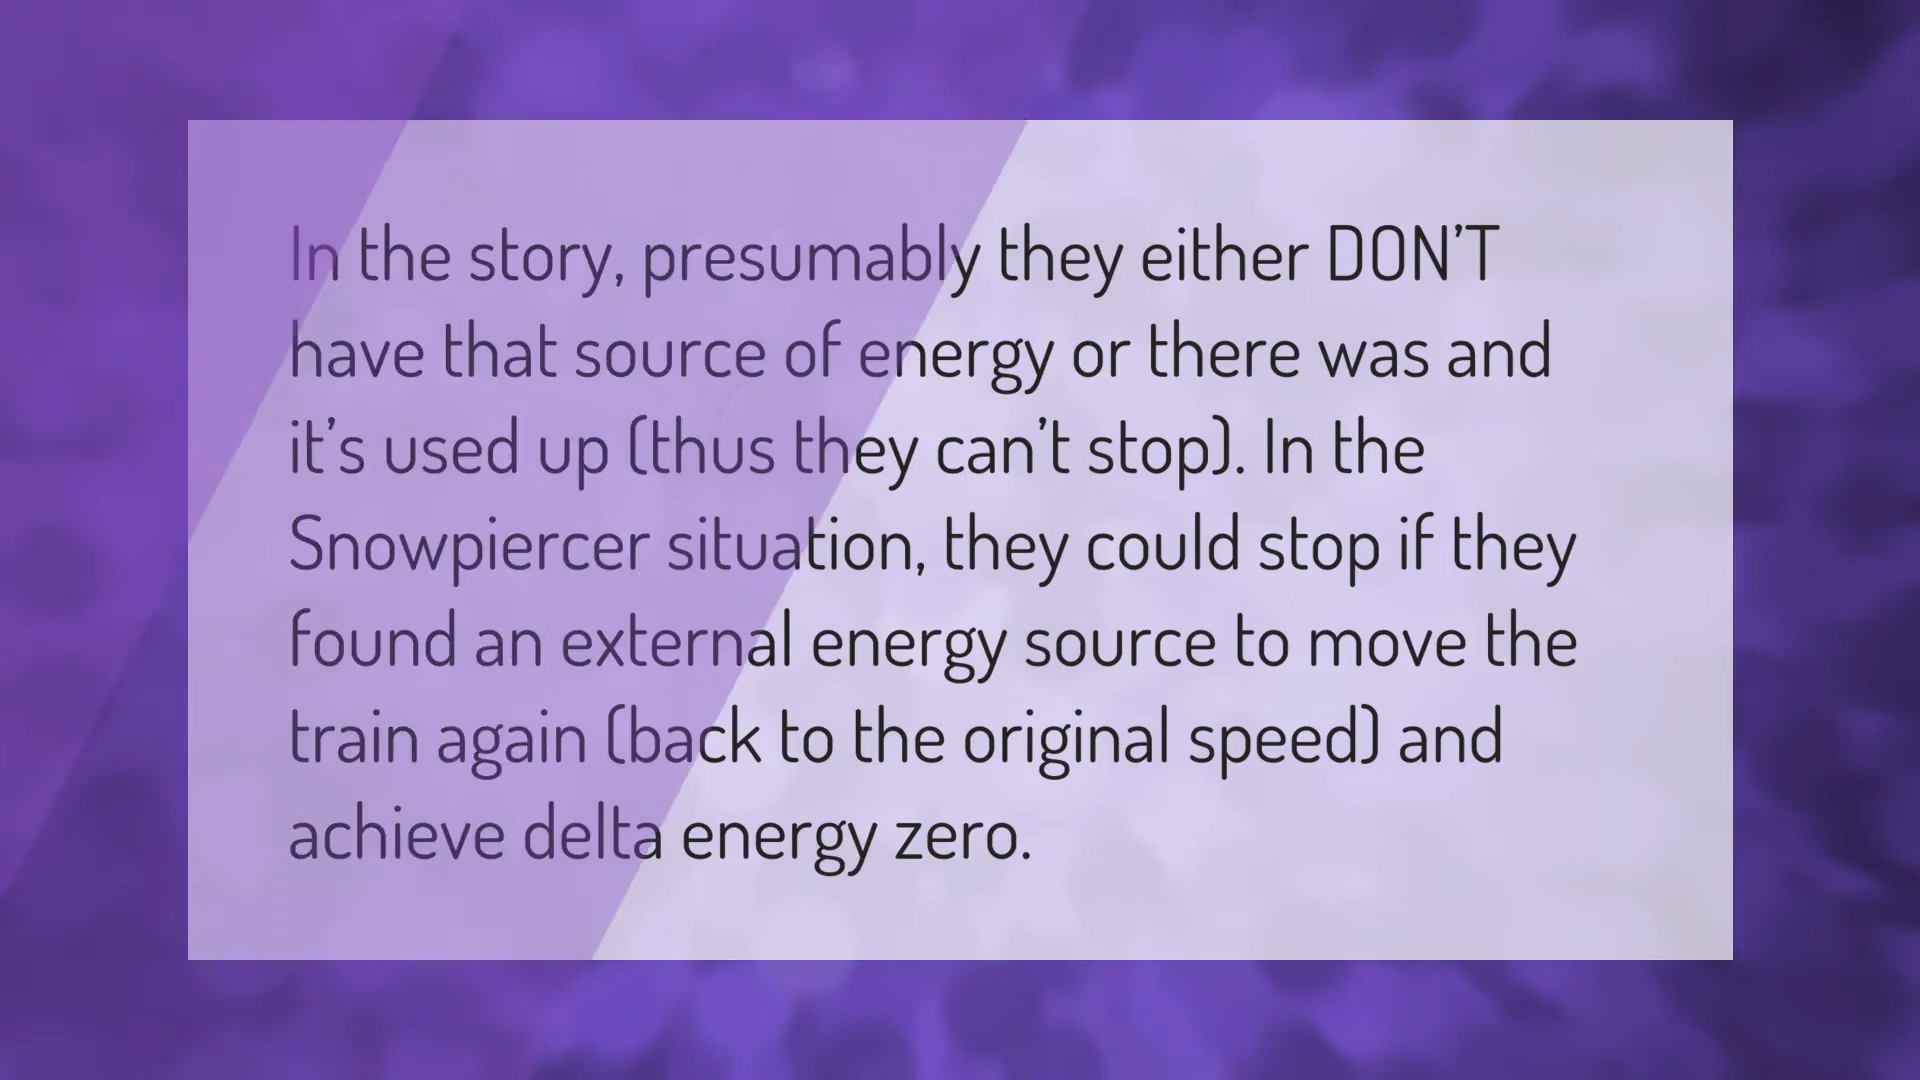 In the story, presumably they either DON'T
have that source of energy or there was and
it's used up (thus they can't stop). In the
Snowpiercer situation, they could stop if they
found an external energy source to move the
train again (back to the original speed) and
achieve delta energy zero.